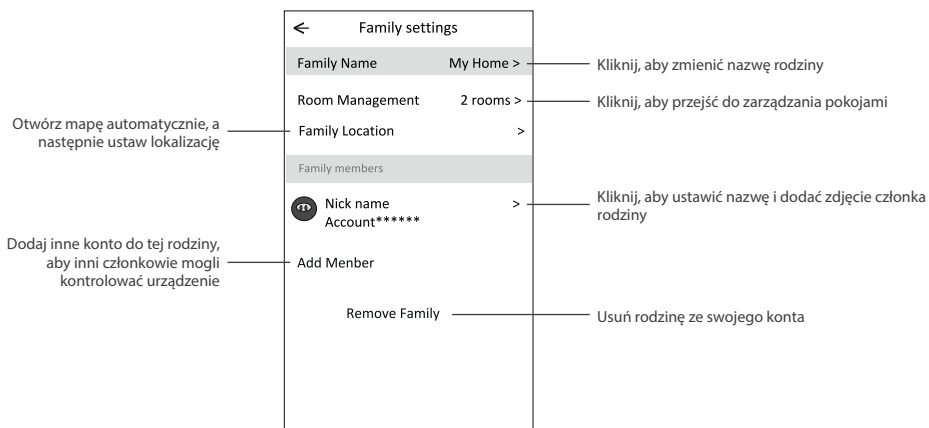 Family settings
Family Name My Home >
Kliknij, aby zmienić nazwę rodziny
Room Management 2 rooms >
Kliknij, aby przejść do zarządzania pokojami
Otwórz mapę automatycznie, a
następnie ustaw lokalizację
Family Location >
Family members
Nick name >
Account******
Kliknij, aby ustawić nazwę i dodać zdjęcie członka
rodziny
Dodaj inne konto do tej rodziny,
aby inni członkowie mogli
kontrolować urządzenie
Add Menber
Remove Family
Usuń rodzinę ze swojego konta